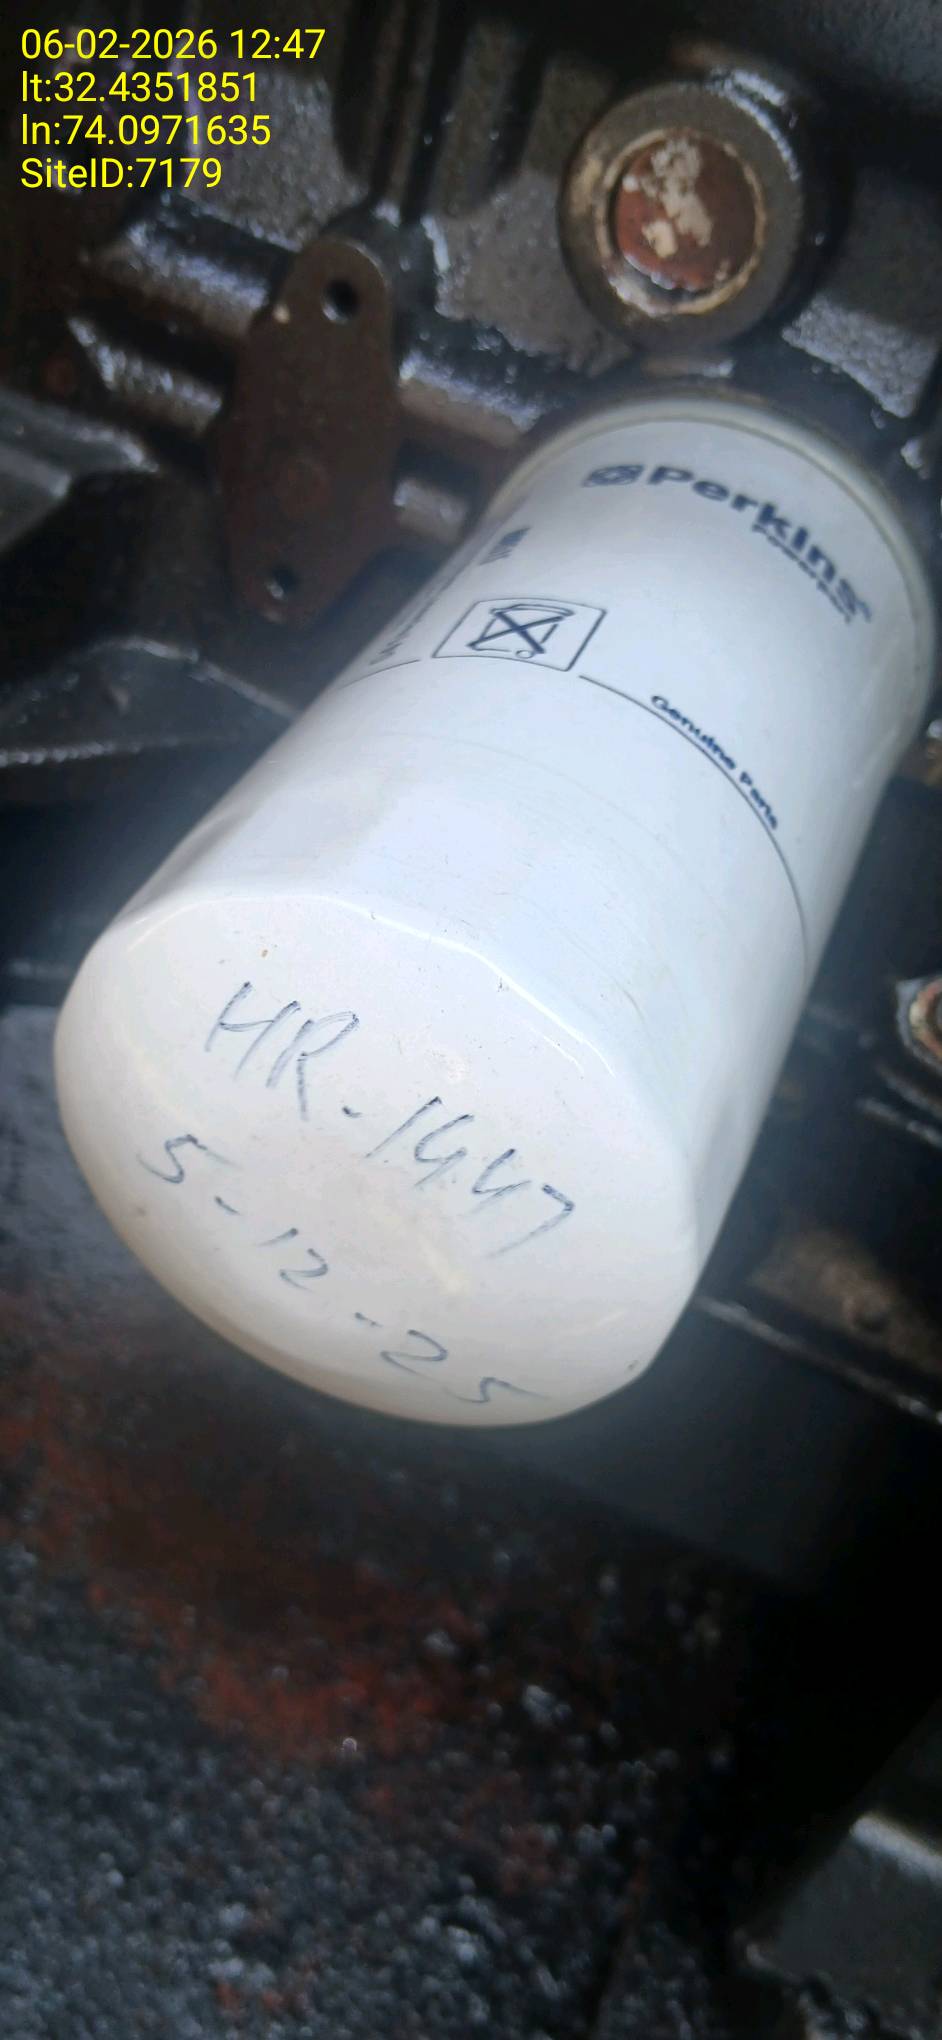 06-02-2026 12:47
lt:32.4351851
ln:74.0971635
SiteID:7179
Perkins®
Powerpart
Genuine Parts
HR-1447
5-12-25